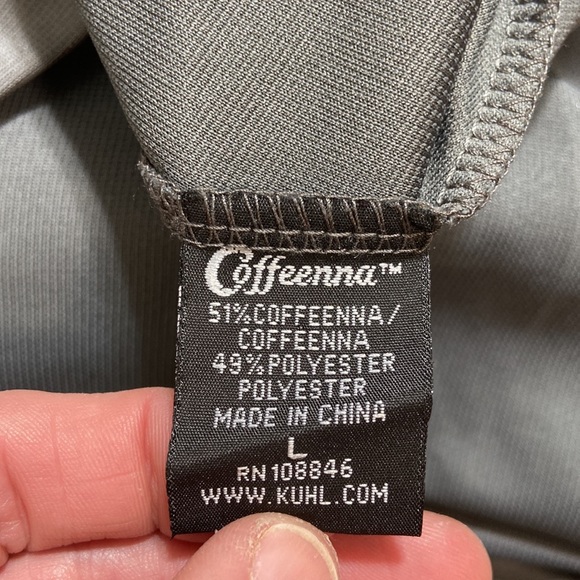 Coffeenna™
51%COFFEENNA/
COFFEENNA
49%POLYESTER
POLYESTER
MADE IN CHINA
L
RN108846
WWW.KUHL.COM